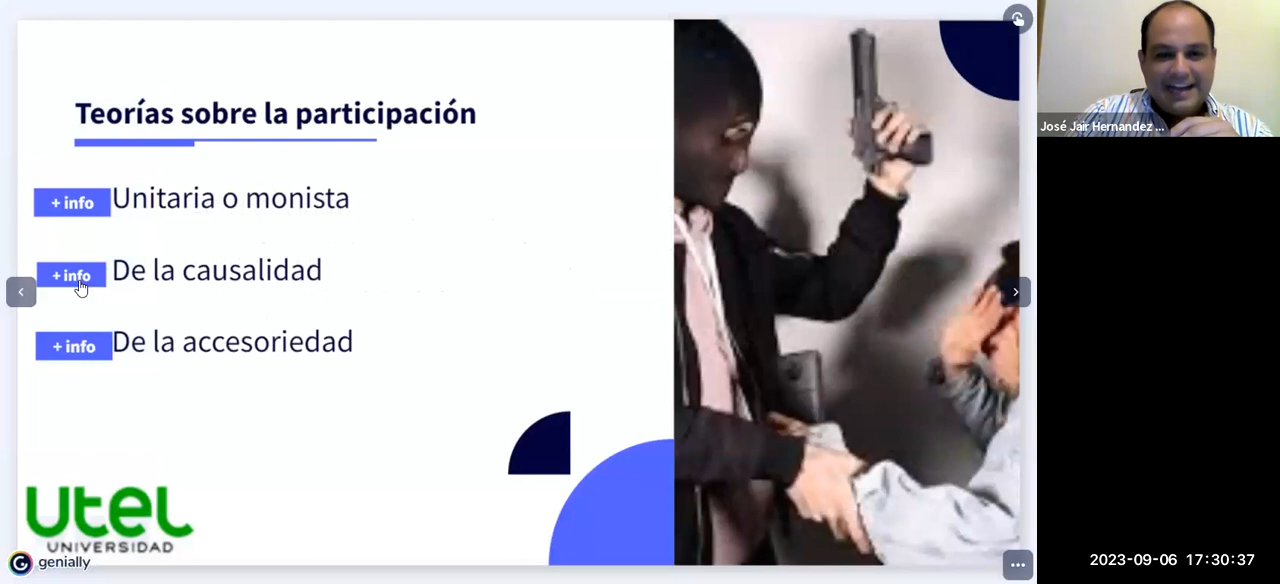 Teorías sobre la participación
+ info Unitaria o monista
+ info De la causalidad
+ info De la accesoriedad
utel
UNIVERSIDAD
genially
José Jair Hernandez ...
2023-09-06 17:30:37